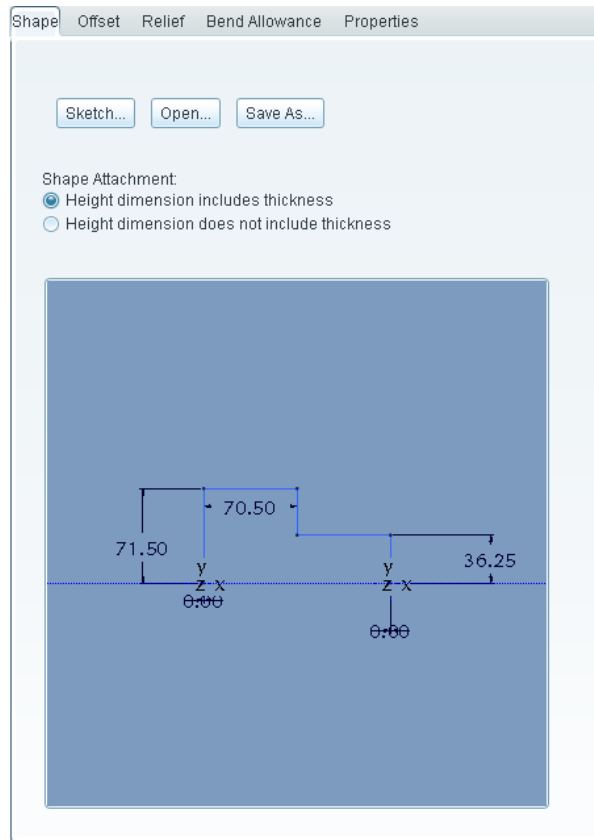 Shape Offset Relief Bend Allowance Properties
Sketch... Open... Save As...
Shape Attachment:
Height dimension includes thickness
Height dimension does not include thickness
70.50
71.50
36.25
y y
z x z x
0.00
0.00